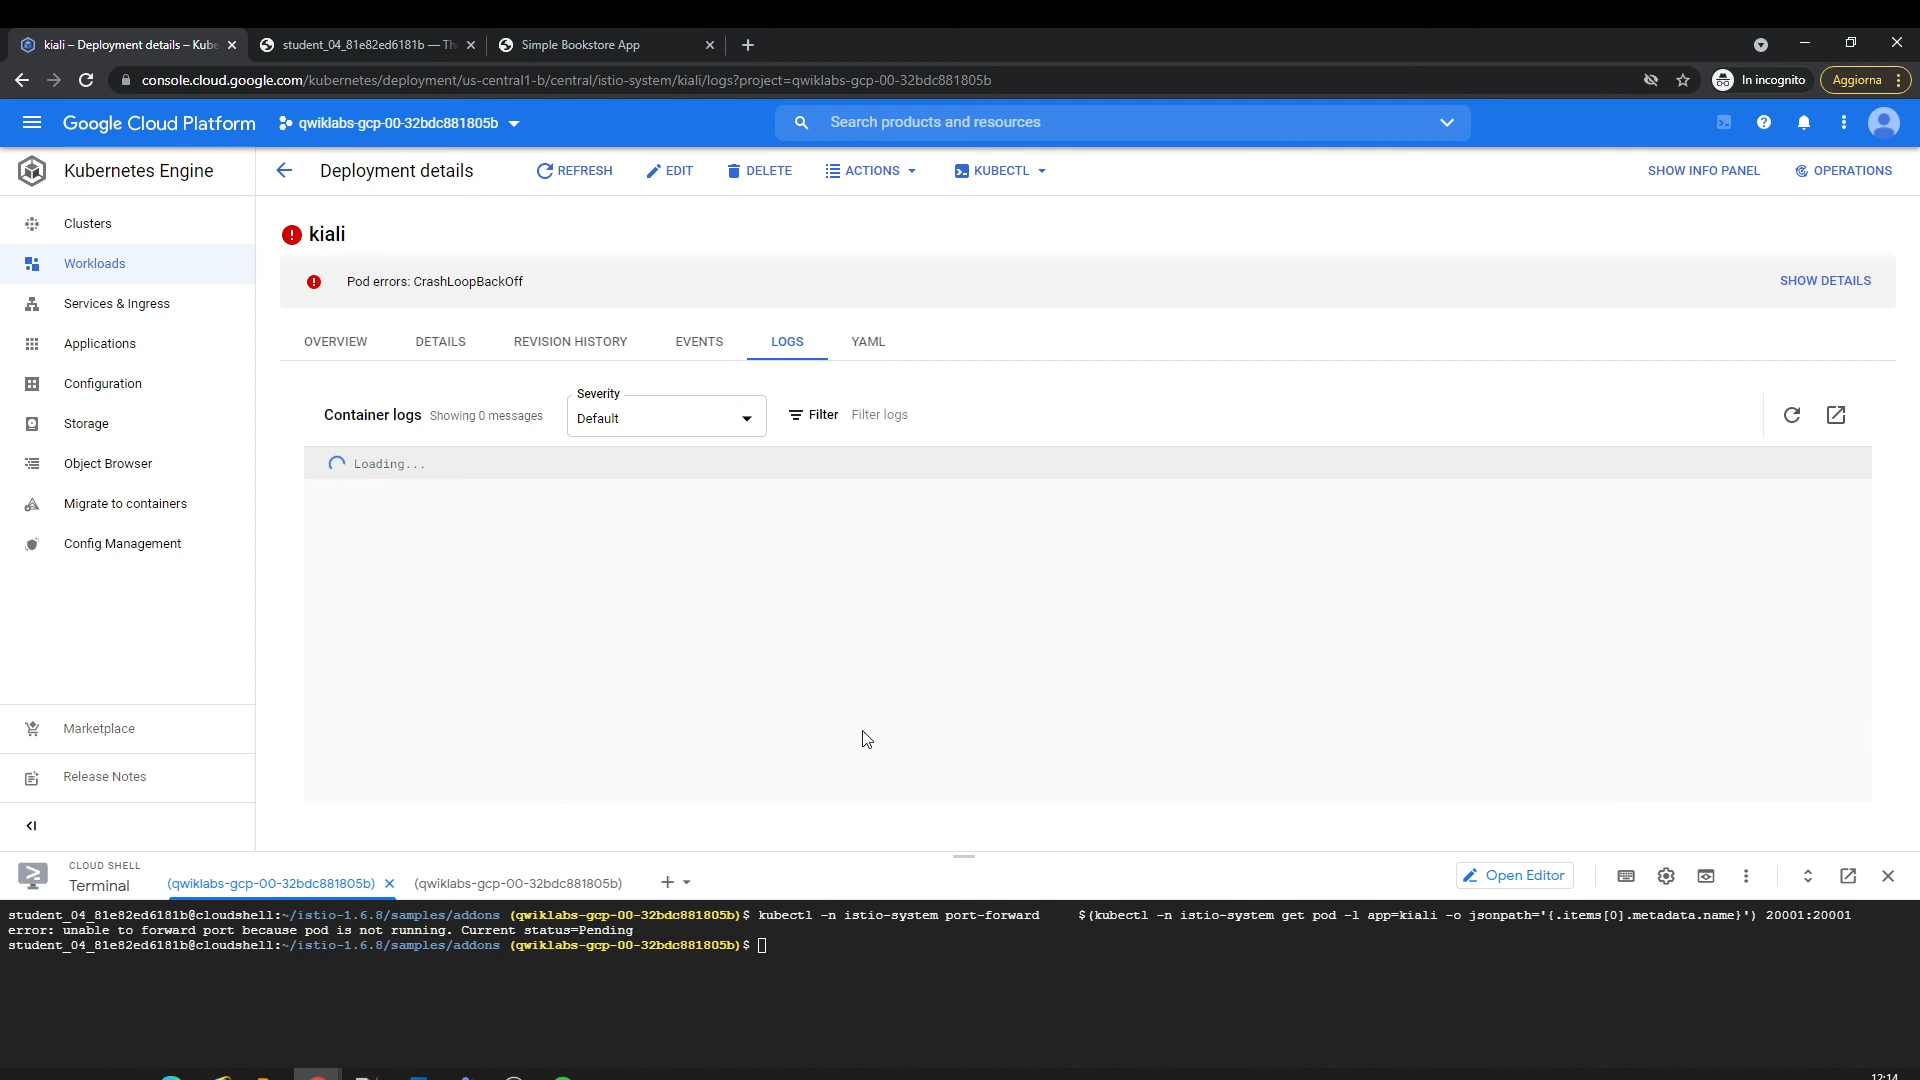 kiali – Deployment details – Kube
student_04_81e82ed6181b — Th
Simple Bookstore App
console.cloud.google.com/kubernetes/deployment/us-central1-b/central/istio-system/kiali/logs?project=qwiklabs-gcp-00-32bdc881805b
In incognito
Aggiorna
Google Cloud Platform
qwiklabs-gcp-00-32bdc881805b
Search products and resources
Kubernetes Engine
Deployment details
REFRESH
EDIT
DELETE
ACTIONS
KUBECTL
SHOW INFO PANEL
OPERATIONS
Clusters
Workloads
Services & Ingress
Applications
Configuration
Storage
Object Browser
Migrate to containers
Config Management
Marketplace
Release Notes
kiali
Pod errors: CrashLoopBackOff
SHOW DETAILS
OVERVIEW
DETAILS
REVISION HISTORY
EVENTS
LOGS
YAML
Container logs
Showing 0 messages
Severity
Default
Filter
Filter logs
Loading...
CLOUD SHELL
Terminal
(qwiklabs-gcp-00-32bdc881805b)
(qwiklabs-gcp-00-32bdc881805b)
Open Editor
student_04_81e82ed6181b@cloudshell:~/istio-1.6.8/samples/addons (qwiklabs-gcp-00-32bdc881805b)$ kubectl -n istio-system port-forward $(kubectl -n istio-system get pod -l app=kiali -o jsonpath='{.items[0].metadata.name}') 20001:20001
error: unable to forward port because pod is not running. Current status=Pending
student_04_81e82ed6181b@cloudshell:~/istio-1.6.8/samples/addons (qwiklabs-gcp-00-32bdc881805b)$
12:14